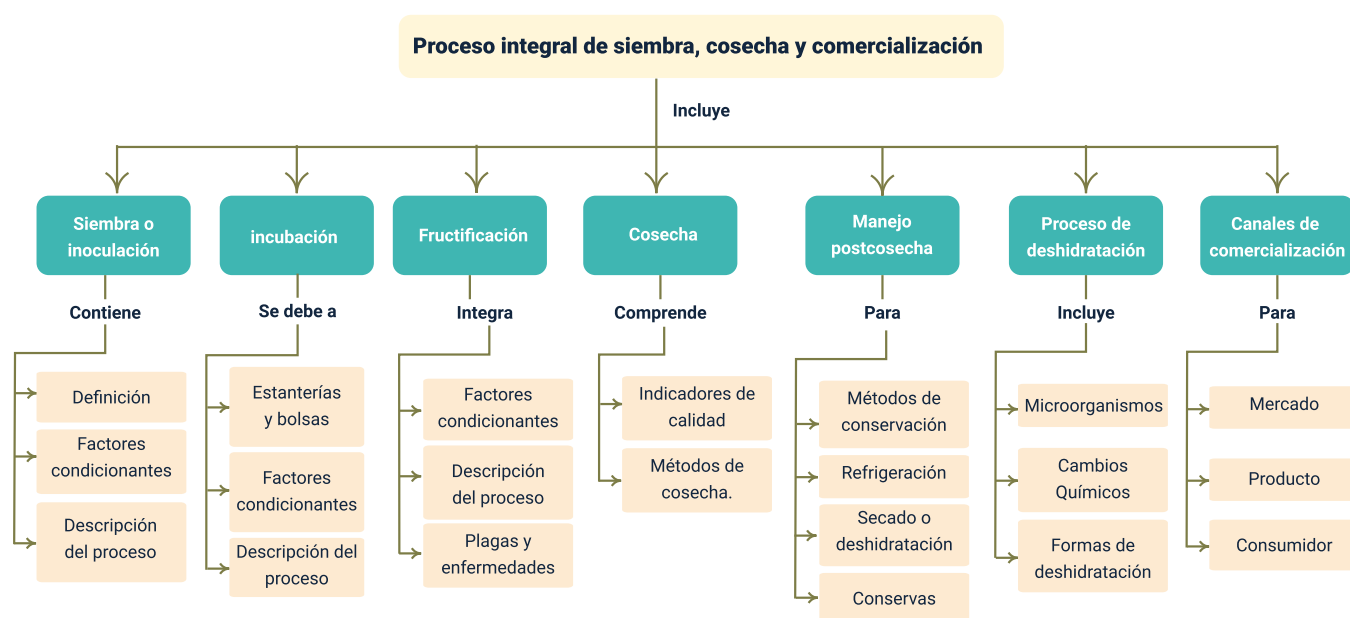 Proceso integral de siembra, cosecha y comercialización
Incluye
Siembra o
inoculación
Contiene
Definición
Factores
condicionantes
Descripción
del proceso
incubación
Se debe a
Estanterías
y bolsas
Factores
condicionantes
Descripción del
proceso
Fructificación
Integra
Factores
condicionantes
Descripción
del proceso
Plagas y
enfermedades
Cosecha
Comprende
Indicadores de
calidad
Métodos de
cosecha.
Manejo
postcosecha
Para
Métodos de
conservación
Refrigeración
Secado o
deshidratación
Conservas
Proceso de
deshidratación
Incluye
Microorganismos
Cambios
Químicos
Formas de
deshidratación
Canales de
comercialización
Para
Mercado
Producto
Consumidor